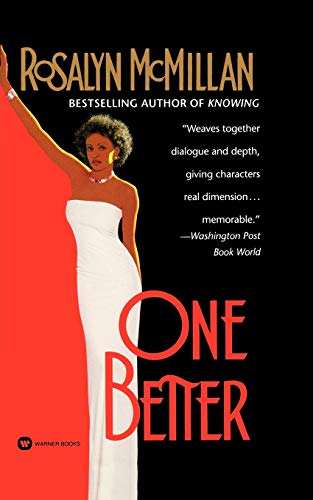 ROSALYN MCMILLAN
BESTSELLING AUTHOR OF KNOWING
"Weaves together
dialogue and depth,
giving characters
real dimension...
memorable."
—Washington Post
Book World
ONE
BETTER
WARNER BOOKS